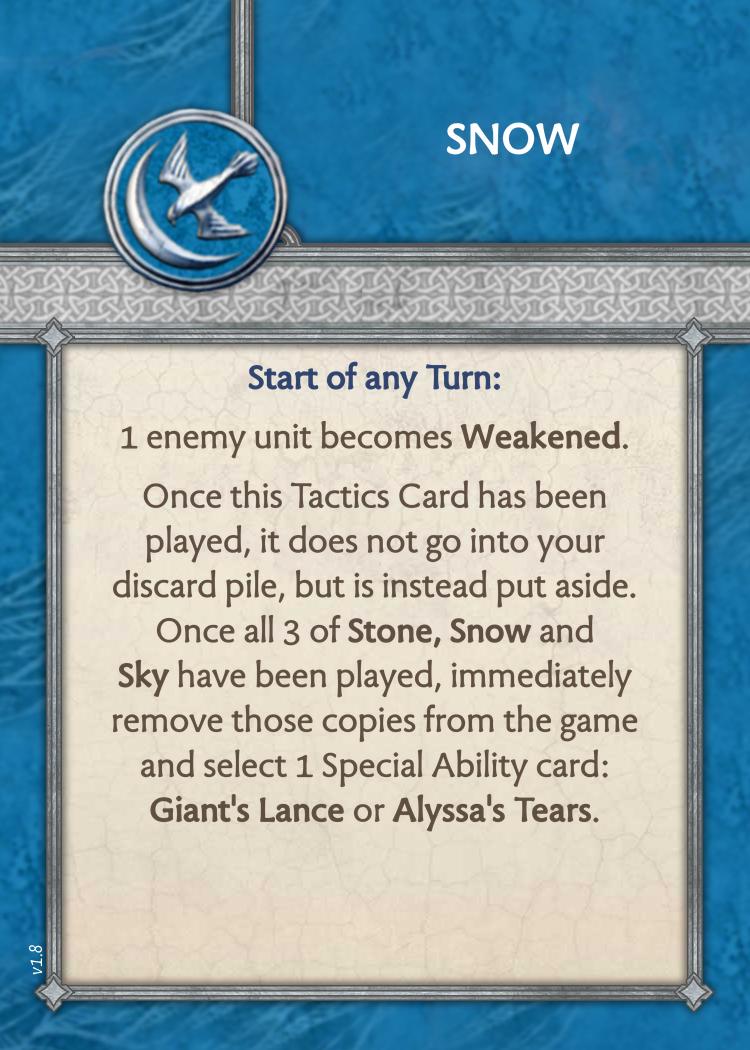 SNOW
Start of any Turn:
1 enemy unit becomes Weakened.
Once this Tactics Card has been
played, it does not go into your
discard pile, but is instead put aside.
Once all 3 of Stone, Snow and
Sky have been played, immediately
remove those copies from the game
and select 1 Special Ability card:
Giant's Lance or Alyssa's Tears.
v1.8